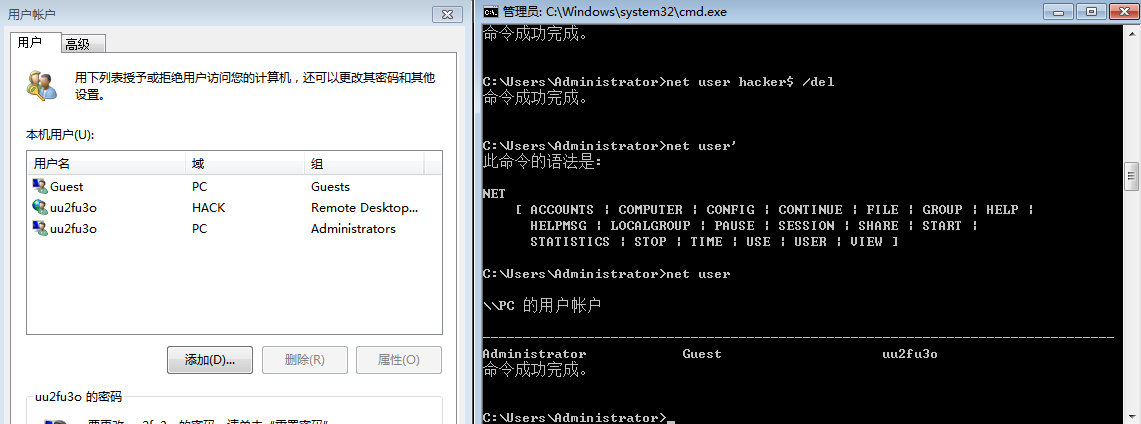 用户帐户
用户
高级
用下列表授予或拒绝用户访问您的计算机，还可以更改其密码和其他
设置。
本机用户(U):
用户名 域 组
Guest PC Guests
uu2fu3o HACK Remote Desktop...
uu2fu3o PC Administrators
添加(D)... 删除(R) 属性(O)
uu2fu3o 的密码
管理员: C:\Windows\system32\cmd.exe
命令成功完成。
C:\Users\Administrator>net user hacker$ /del
命令成功完成。
C:\Users\Administrator>net user'
此命令的语法是:
NET
[ ACCOUNTS | COMPUTER | CONFIG | CONTINUE | FILE | GROUP | HELP |
HELPMSG | LOCALGROUP | PAUSE | SESSION | SHARE | START |
STATISTICS | STOP | TIME | USE | USER | VIEW ]
C:\Users\Administrator>net user
\\PC 的用户帐户
-------------------------------------------------------------------------------
Administrator Guest uu2fu3o
命令成功完成。
C:\Users\Administrator>_